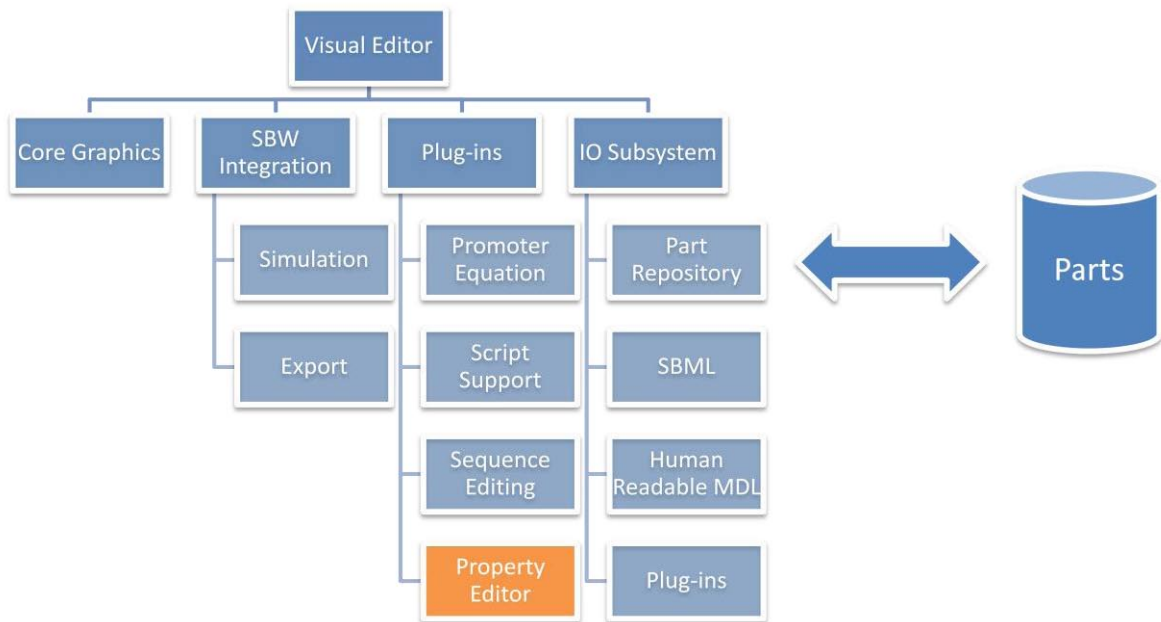 Visual Editor
Core Graphics
SBW
Integration
Plug-ins
IO Subsystem
Simulation
Promoter
Equation
Part
Repository
Parts
Export
Script
Support
SBML
Sequence
Editing
Human
Readable MDL
Property
Editor
Plug-ins